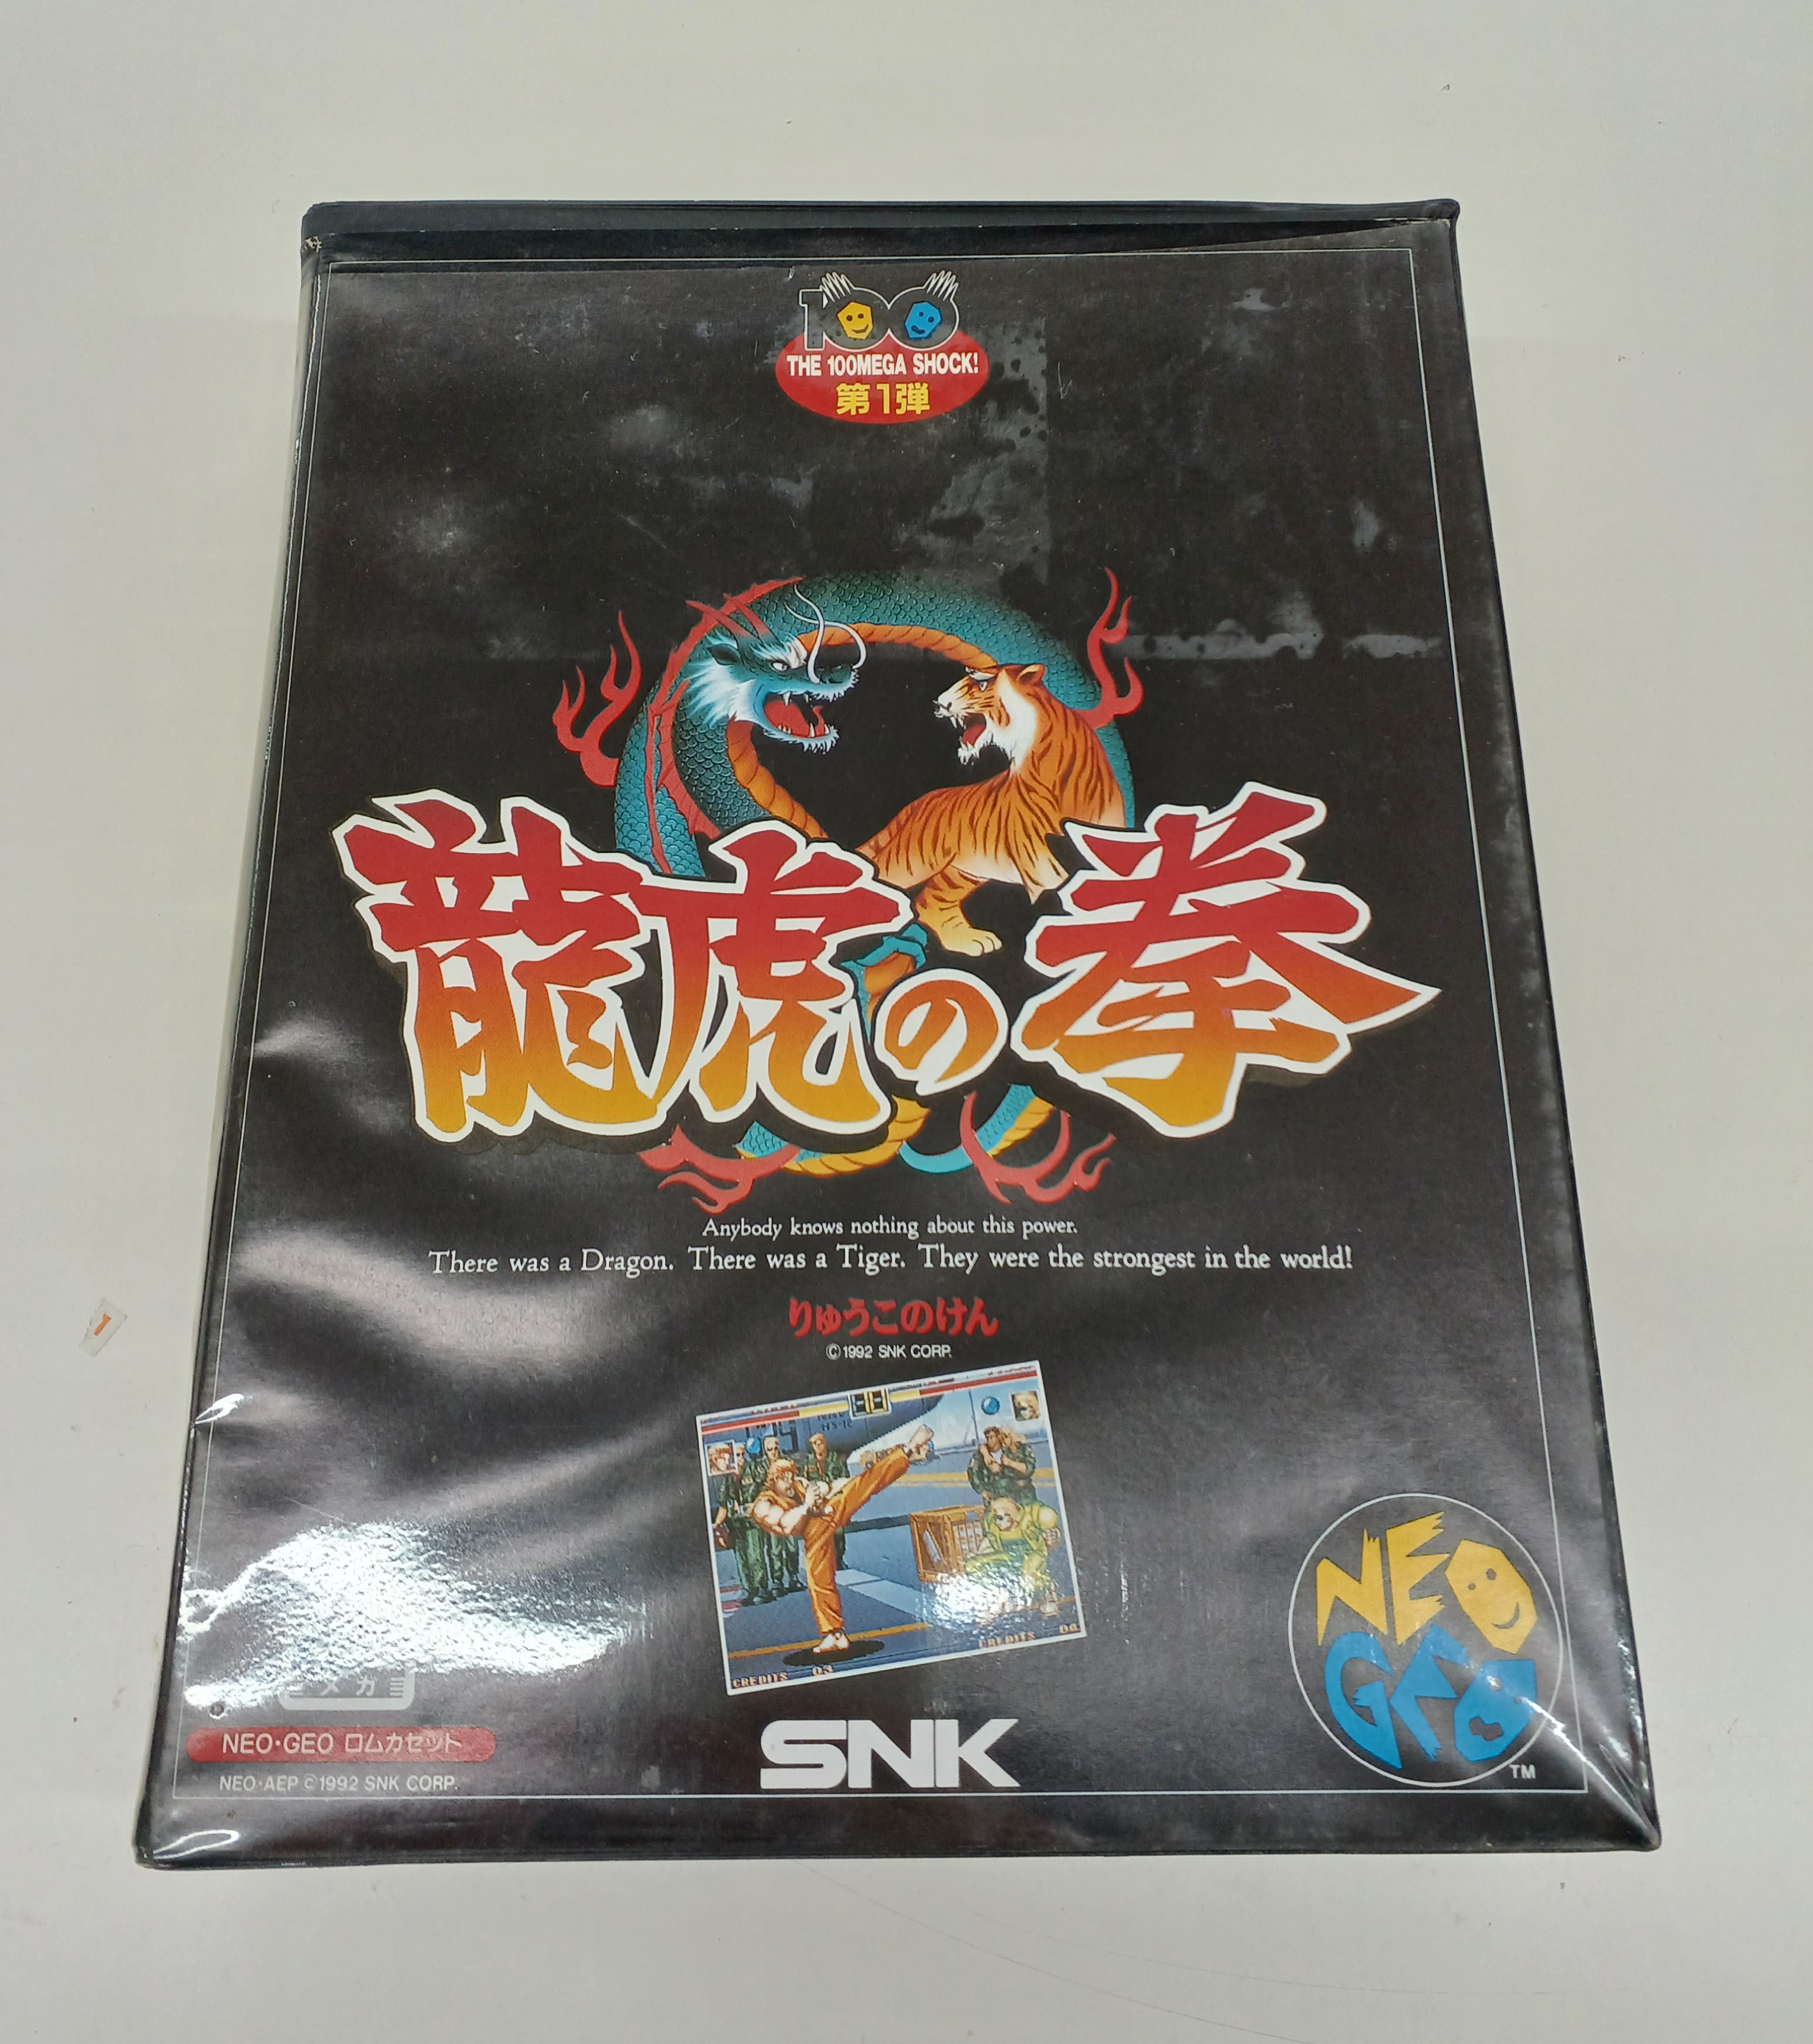 100
THE 100MEGA SHOCK!
第1弾
龍虎の拳
Anybody knows nothing about this power.
There was a Dragon. There was a Tiger. They were the strongest in the world!
りゅうこのけん
©1992 SNK CORP.
CREDITS 03
CREDITS
メガ
NEO·GEO ロムカセット
NEO·AEP ©1992 SNK CORP.
SNK
NEO
GEO
TM